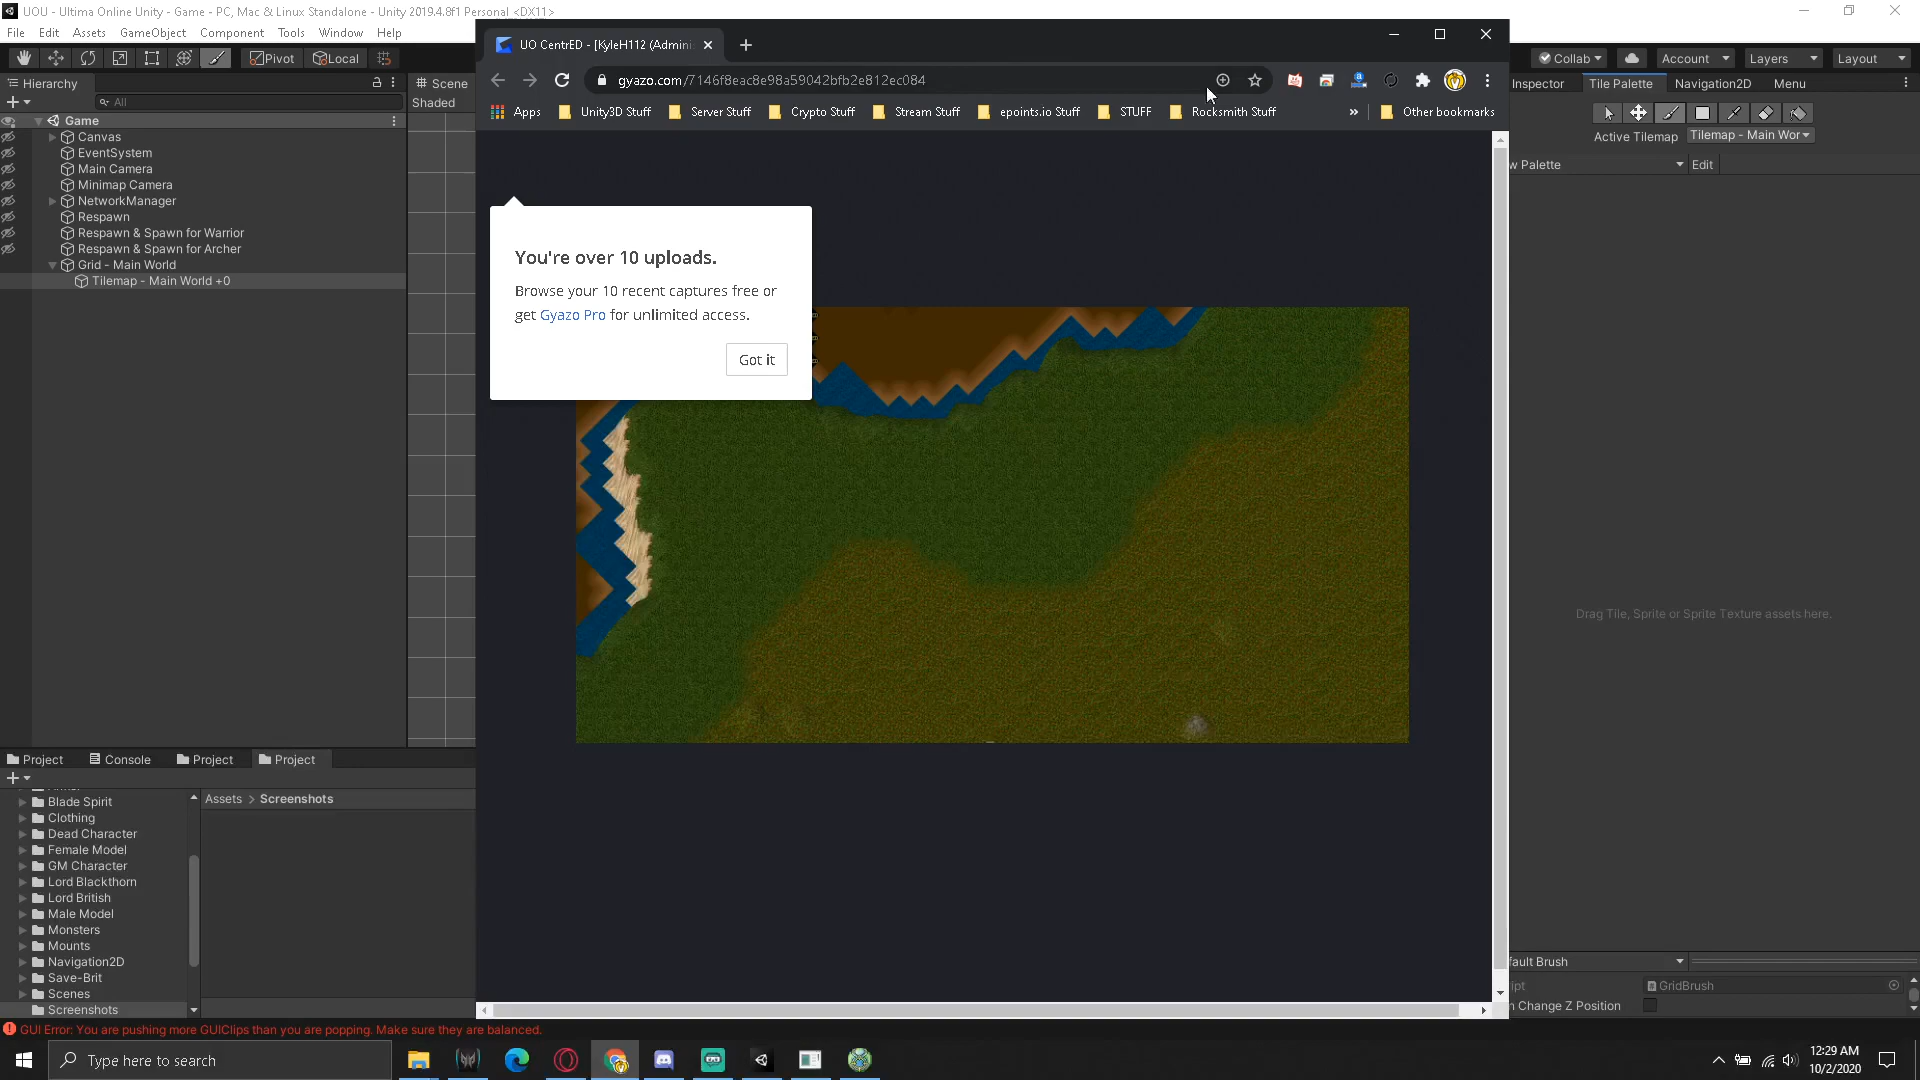 UOU - Ultima Online Unity - Game - PC, Mac & Linux Standalone - Unity 2019.4.8f1 Personal <DX11>
File Edit Assets GameObject Component Tools Window Help
Pivot Local
Collab Account Layers Layout
UO CentrED - [KyleH112 (Admini
gyazo.com/7146f8eac8e98a59042bfb2e812ec084
Apps Unity3D Stuff Server Stuff Crypto Stuff Stream Stuff epoints.io Stuff STUFF Rocksmith Stuff » Other bookmarks
Hierarchy
All
Game
Canvas
EventSystem
Main Camera
Minimap Camera
NetworkManager
Respawn
Respawn & Spawn for Warrior
Respawn & Spawn for Archer
Grid - Main World
Tilemap - Main World +0
Scene
Shaded
You're over 10 uploads.
Browse your 10 recent captures free or
get Gyazo Pro for unlimited access.
Got it
Inspector Tile Palette Navigation2D Menu
Active Tilemap Tilemap - Main Wor
w Palette Edit
Drag Tile, Sprite or Sprite Texture assets here.
fault Brush
ipt GridBrush
n Change Z Position
Project Console Project Project
Assets > Screenshots
Blade Spirit
Clothing
Dead Character
Female Model
GM Character
Lord Blackthorn
Lord British
Male Model
Monsters
Mounts
Navigation2D
Save-Brit
Scenes
Screenshots
GUI Error: You are pushing more GUIClips than you are popping. Make sure they are balanced.
Type here to search
12:29 AM
10/2/2020